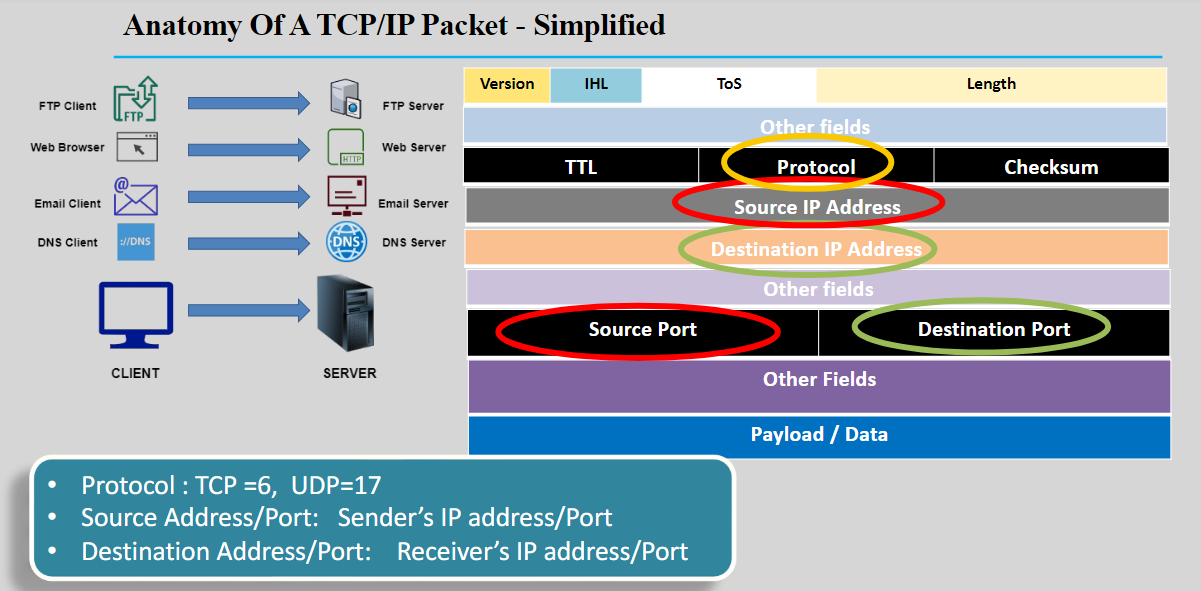 Anatomy Of A TCP/IP Packet - Simplified
FTP Client
FTP
FTP Server
Web Browser
HTTP
Web Server
Email Client
@
Email Server
DNS Client
://DNS
DNS
DNS Server
CLIENT
SERVER
Version IHL ToS Length
Other fields
TTL Protocol Checksum
Source IP Address
Destination IP Address
Other fields
Source Port Destination Port
Other Fields
Payload / Data
• Protocol : TCP =6, UDP=17
• Source Address/Port: Sender’s IP address/Port
• Destination Address/Port: Receiver’s IP address/Port